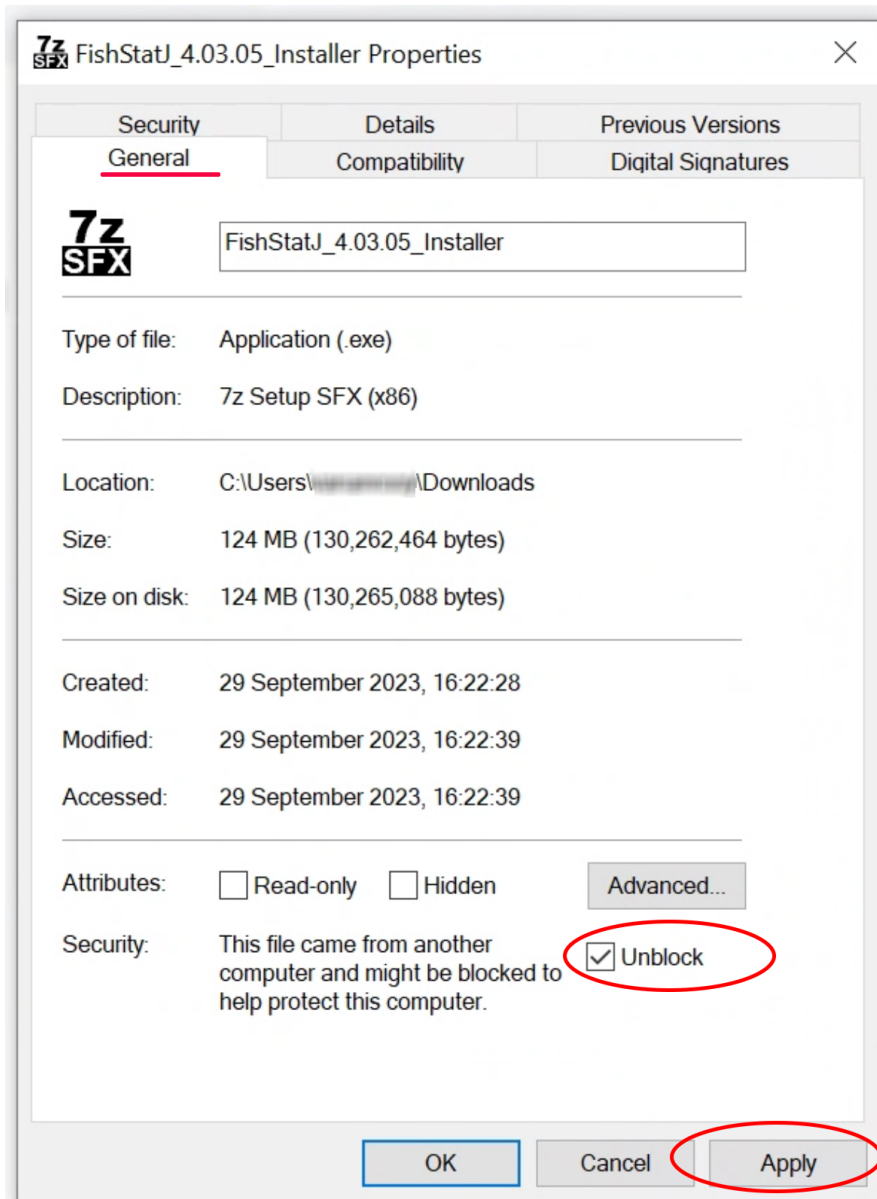 7z
SFX FishStatJ_4.03.05_Installer Properties
Security Details Previous Versions
General Compatibility Digital Signatures
7z
SFX
FishStatJ_4.03.05_Installer
Type of file: Application (.exe)
Description: 7z Setup SFX (x86)
Location: C:\Users\ \Downloads
Size: 124 MB (130,262,464 bytes)
Size on disk: 124 MB (130,265,088 bytes)
Created: 29 September 2023, 16:22:28
Modified: 29 September 2023, 16:22:39
Accessed: 29 September 2023, 16:22:39
Attributes: Read-only Hidden Advanced...
Security: This file came from another
computer and might be blocked to
help protect this computer.
Unblock
OK Cancel Apply